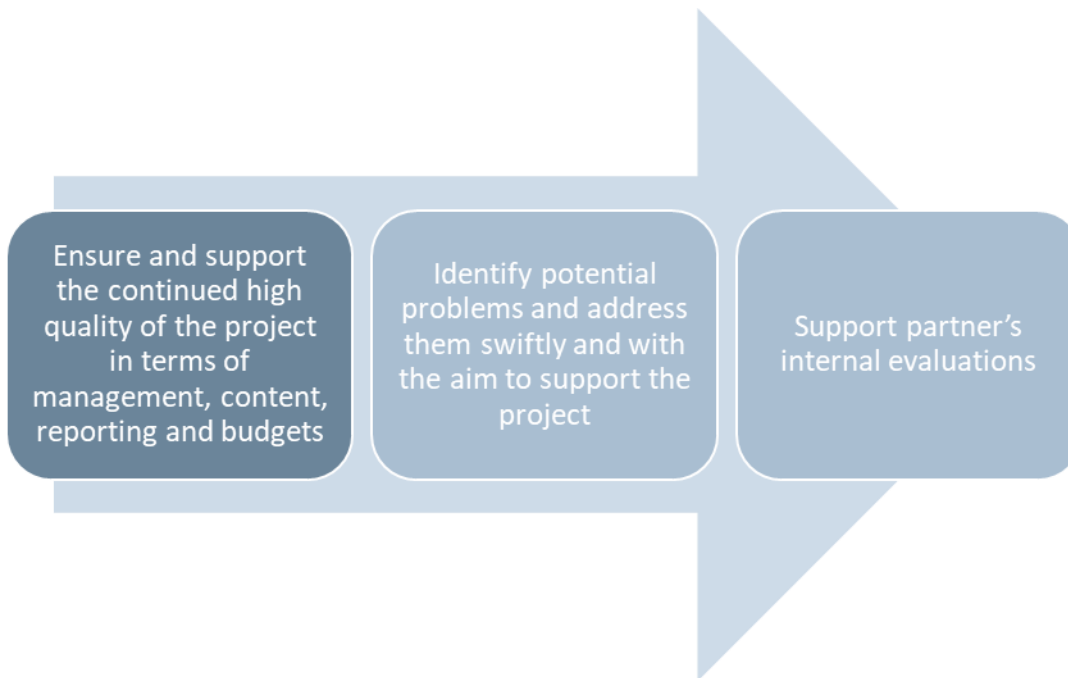 Ensure and support
the continued high
quality of the project
in terms of
management, content,
reporting and budgets
Identify potential
problems and address
them swiftly and with
the aim to support the
project
Support partner’s
internal evaluations